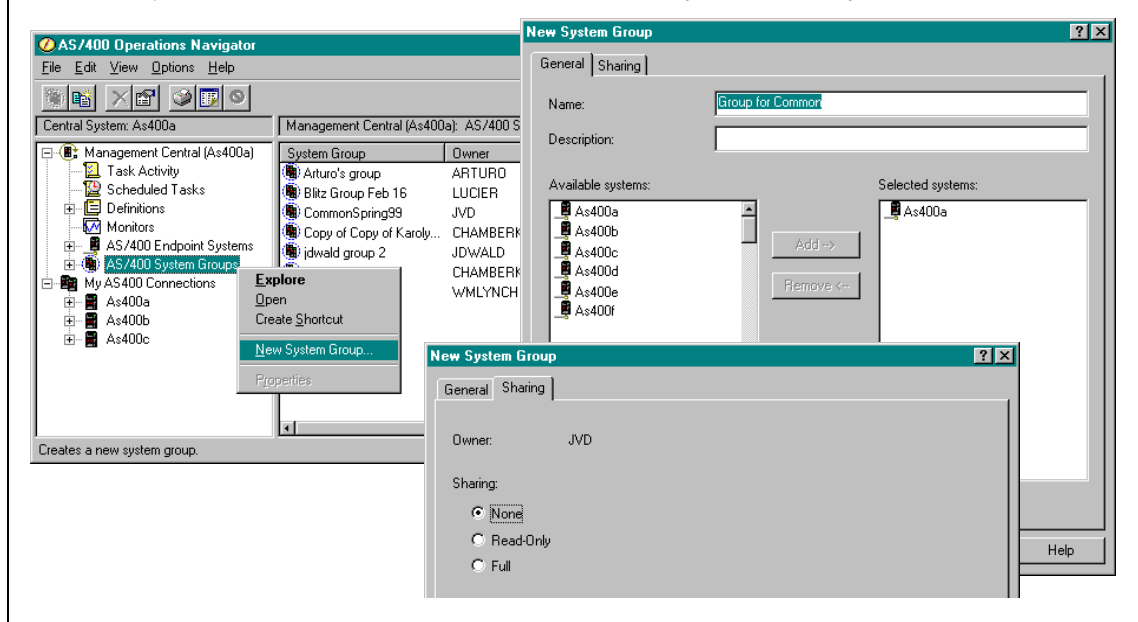 AS/400 Operations Navigator
File Edit View Options Help
Central System: As400a
Management Central (As400a): AS/400 S
Management Central (As400a)
Task Activity
Scheduled Tasks
Definitions
Monitors
AS/400 Endpoint Systems
AS/400 System Groups
My AS400 Connections
As400a
As400b
As400c
System Group Owner
Arturo's group ARTURO
Blitz Group Feb 16 LUCIER
CommonSpring99 JVD
Copy of Copy of Karoly... CHAMBERK
jdwald group 2 JDWALD
CHAMBERK
WMLYNCH
Explore
Open
Create Shortcut
New System Group...
Properties
Creates a new system group.
New System Group
General Sharing
Name: Group for Common
Description:
Available systems:
As400a
As400b
As400c
As400d
As400e
As400f
Add -->
Remove <--
Selected systems:
As400a
Help
New System Group
General Sharing
Owner: JVD
Sharing:
None
Read-Only
Full